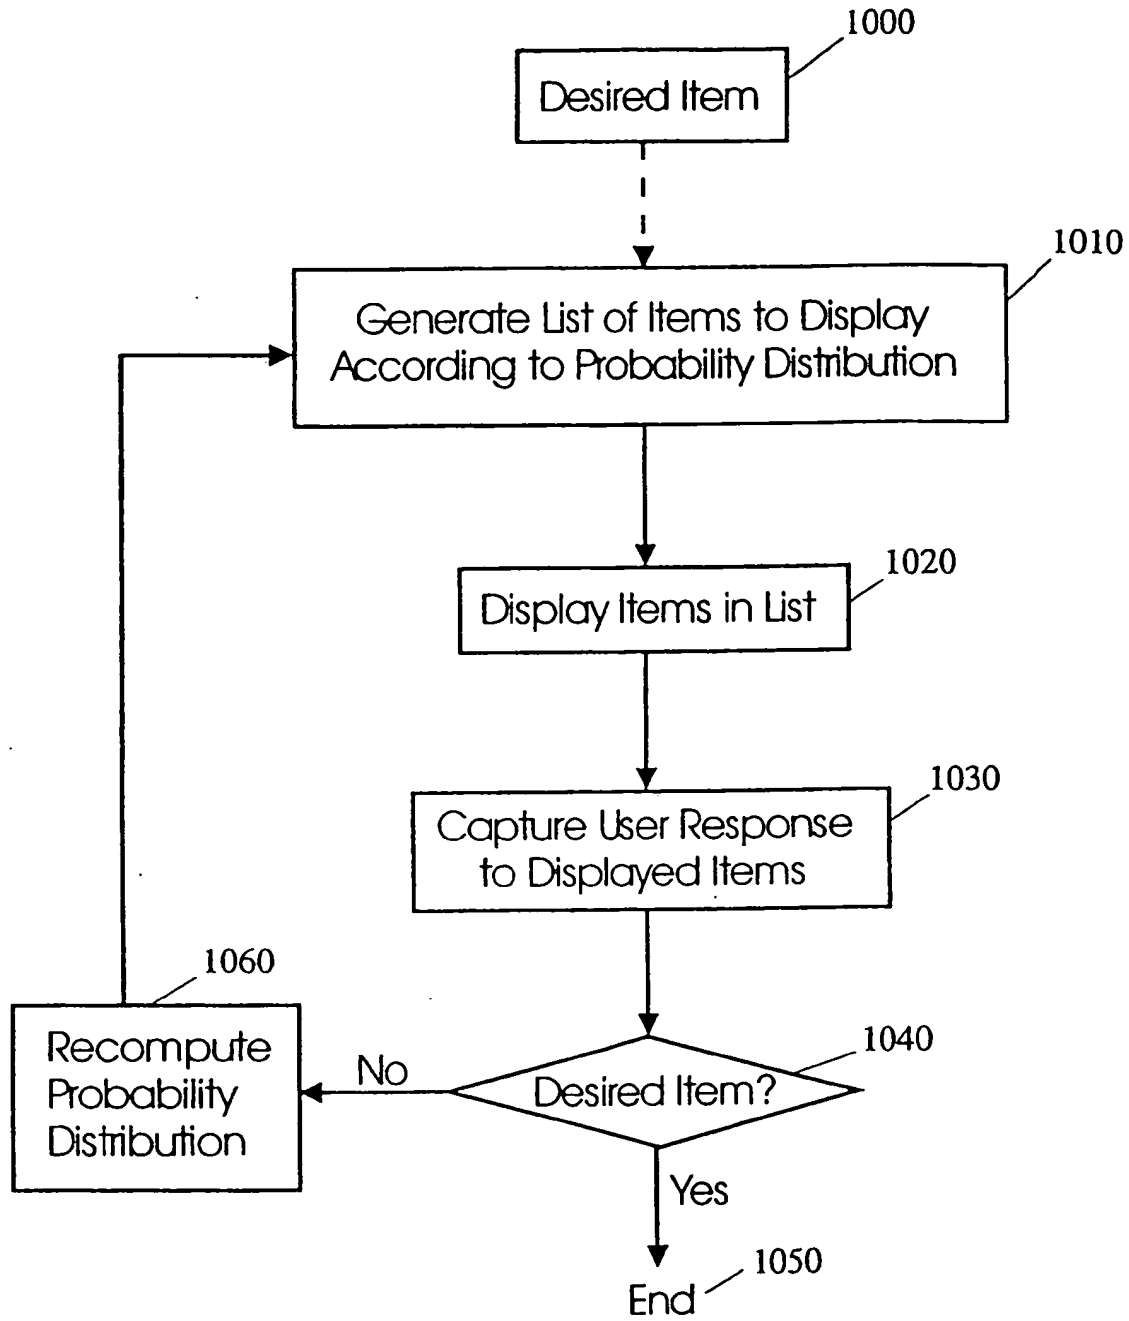 1000
Desired Item
1010
Generate List of Items to Display
According to Probability Distribution
1020
Display Items in List
1030
Capture User Response
to Displayed Items
1060
Recompute
Probability
Distribution
No
1040
Desired Item?
Yes
1050
End